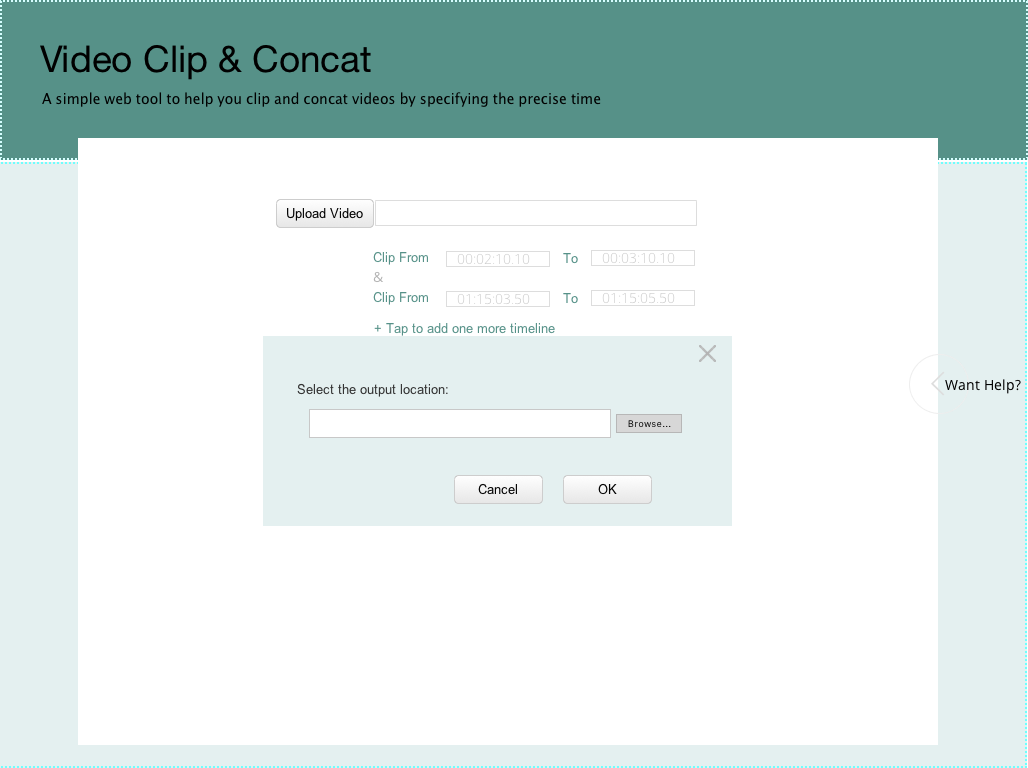 Video Clip & Concat
A simple web tool to help you clip and concat videos by specifying the precise time
Upload Video
Clip From 00:02:10.10 To 00:03:10.10
&
Clip From 01:15:03.50 To 01:15:05.50
+ Tap to add one more timeline
Want Help?
Select the output location:
Browse...
Cancel OK